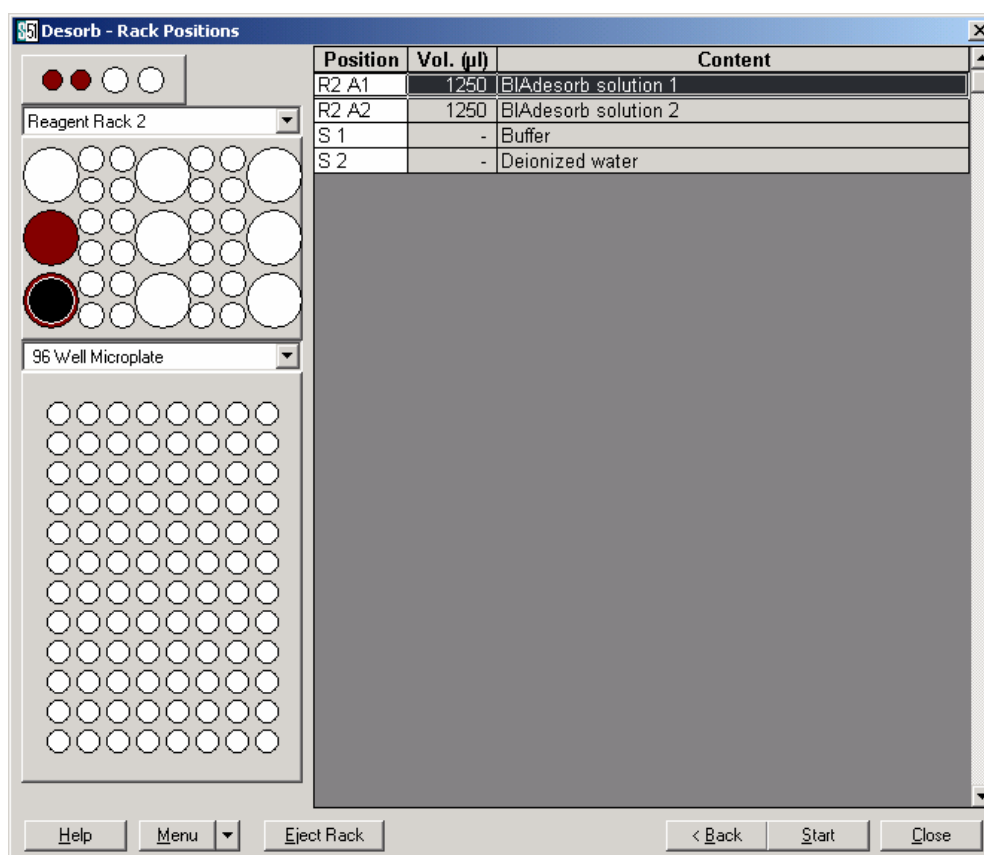 S51 Desorb - Rack Positions
Position Vol. (µl) Content
R2 A1 1250 BIAdesorb solution 1
R2 A2 1250 BIAdesorb solution 2
S 1 - Buffer
S 2 - Deionized water
Reagent Rack 2
96 Well Microplate
Help Menu Eject Rack < Back Start Close